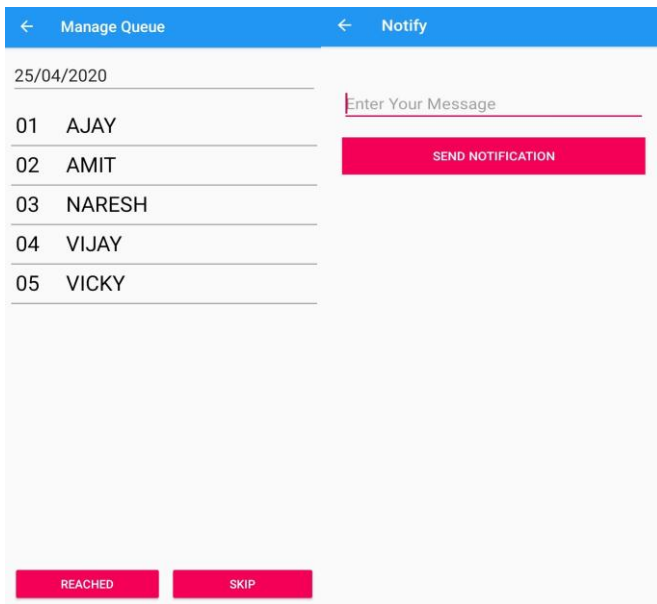 Manage Queue
25/04/2020
01 AJAY
02 AMIT
03 NARESH
04 VIJAY
05 VICKY
REACHED SKIP
Notify
Enter Your Message
SEND NOTIFICATION